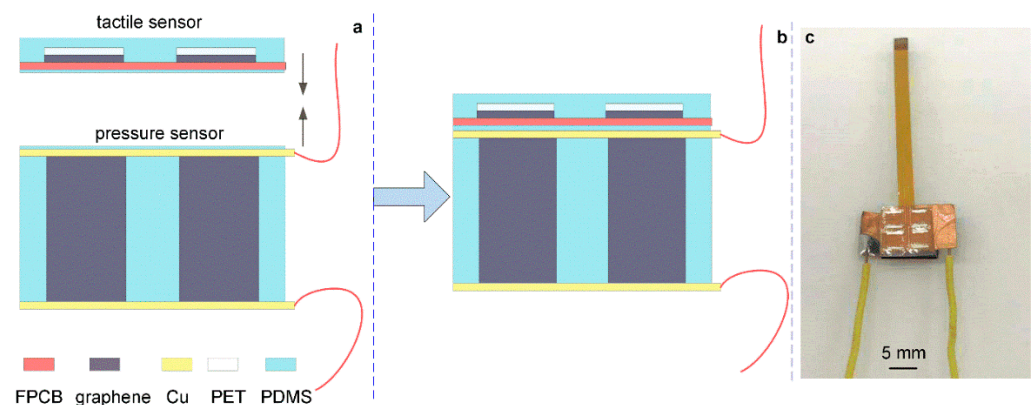 tactile sensor
a
pressure sensor
FPCB graphene Cu PET PDMS
b
c
5 mm